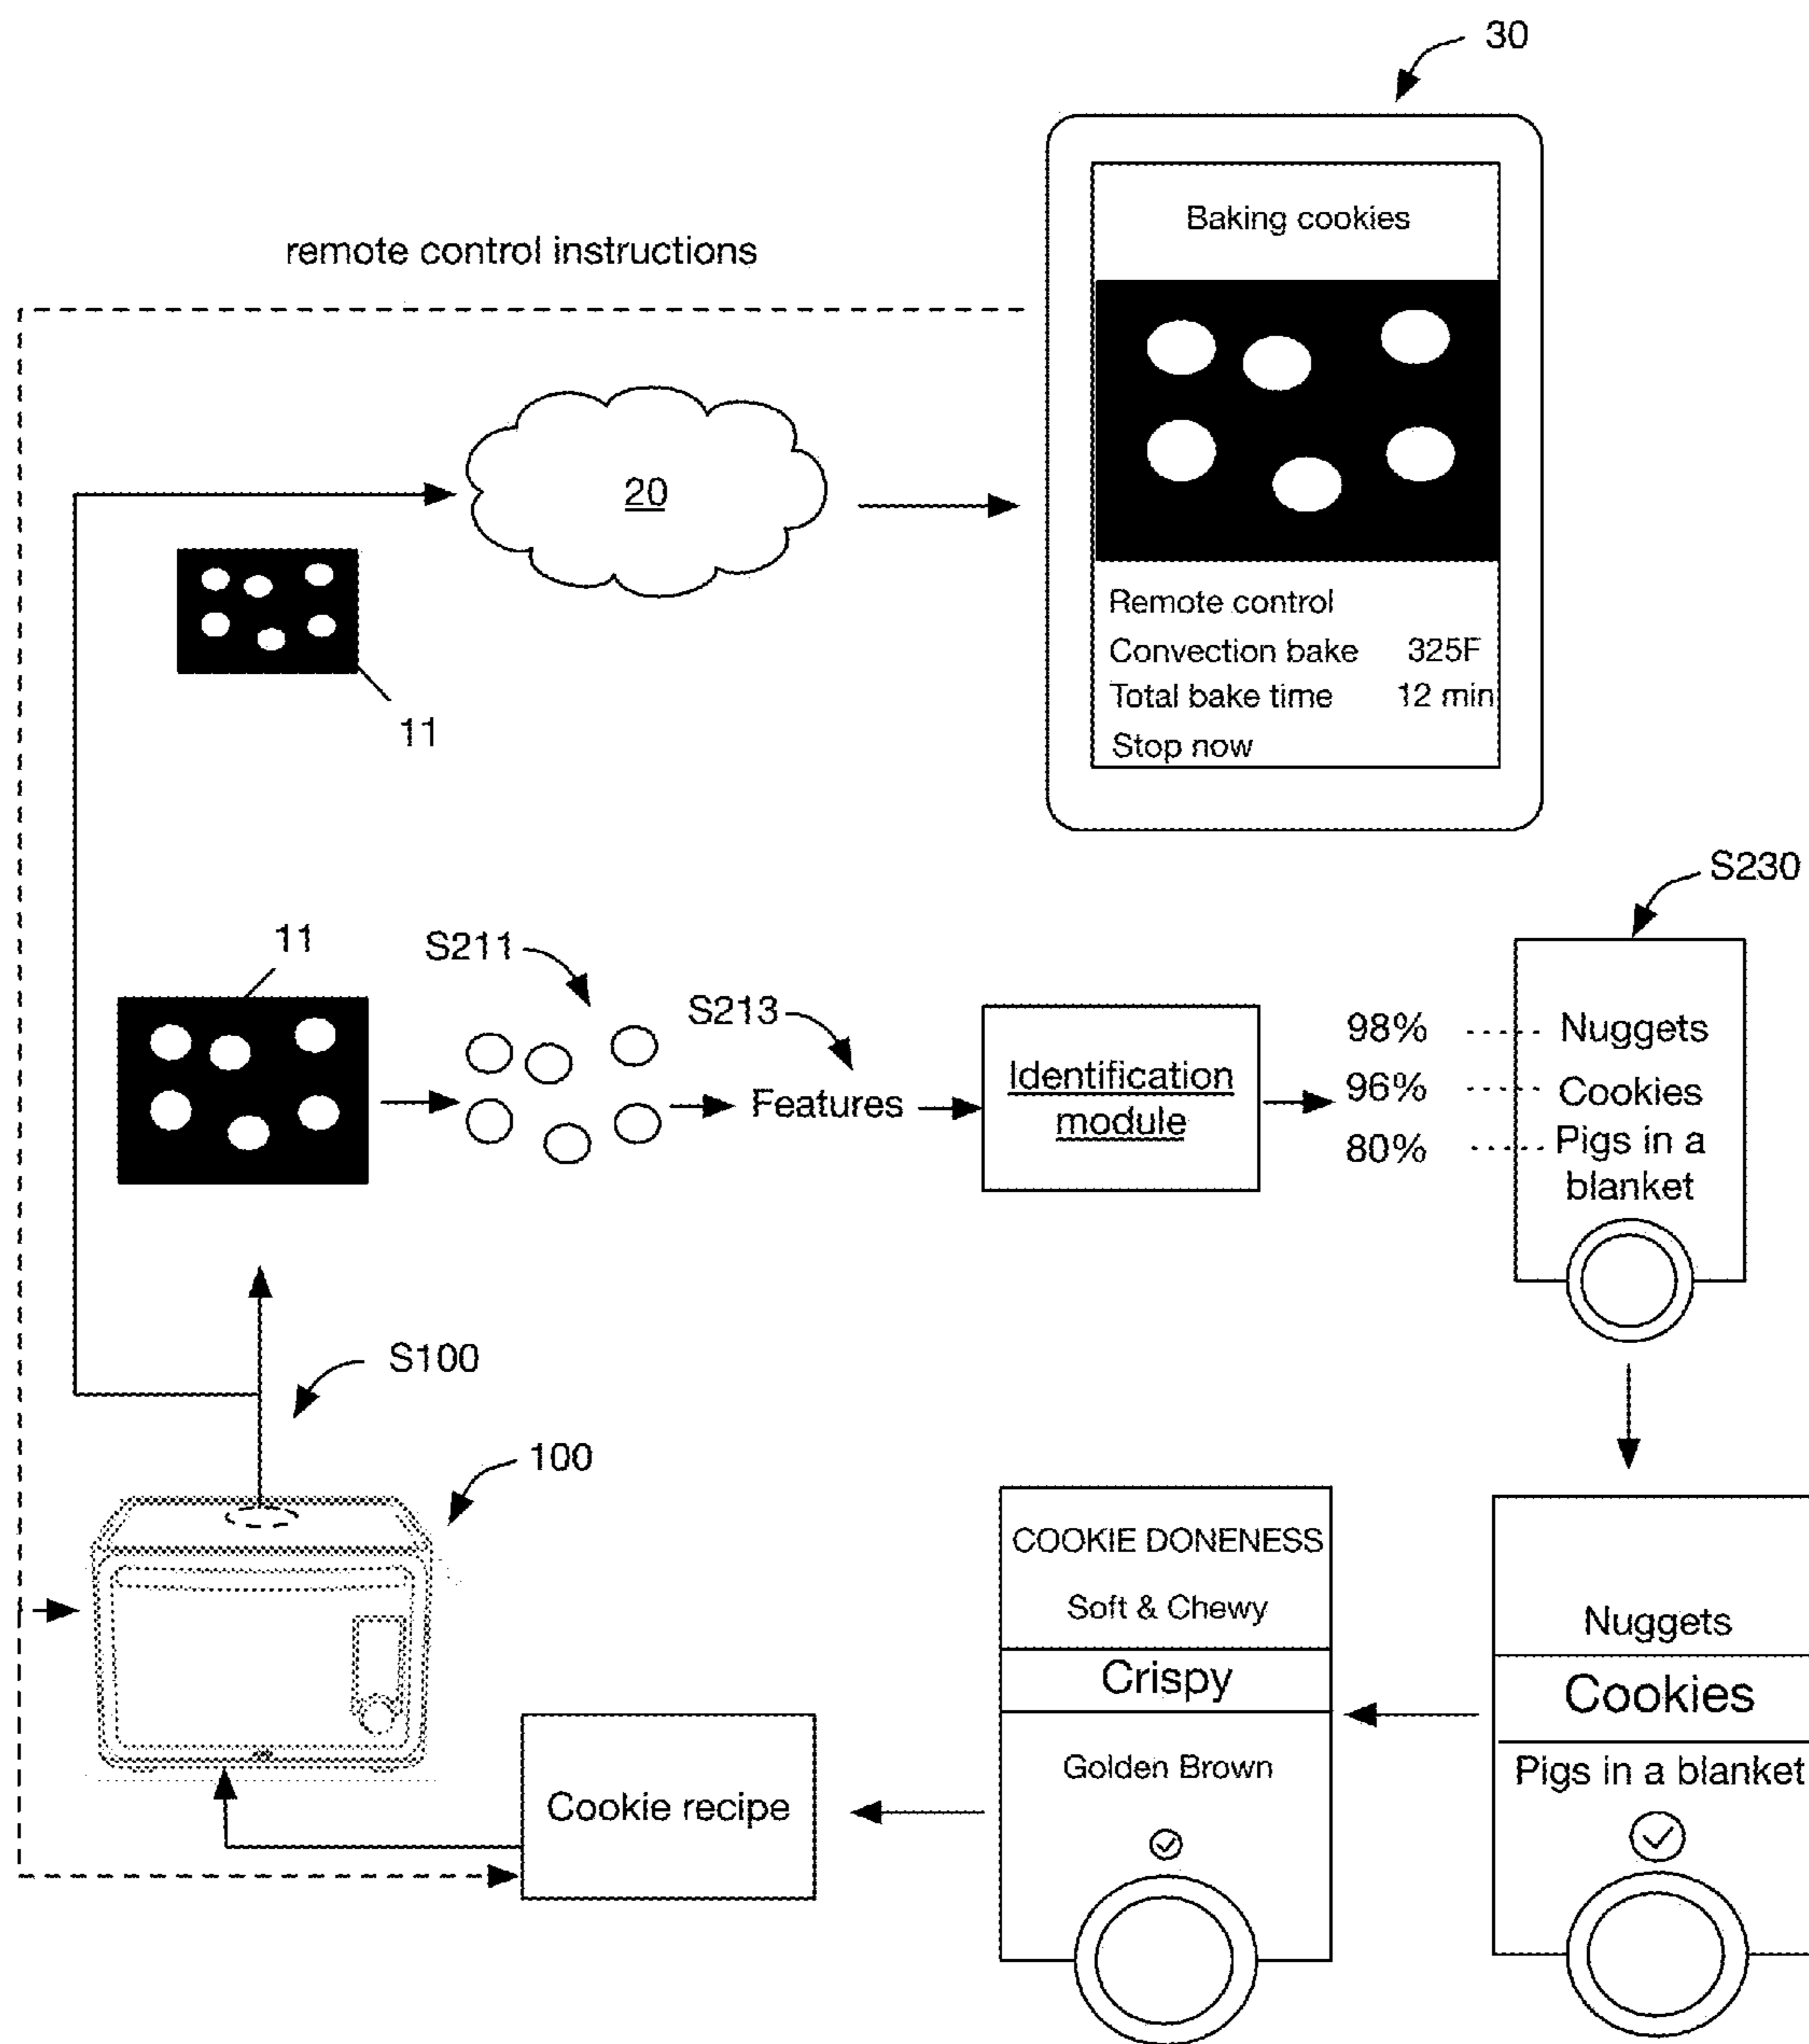 30
Baking cookies
remote control instructions
20
Remote control
Convection bake 325F
Total bake time 12 min
Stop now
11
S230
11
S211
S213
98% Nuggets
96% Cookies
80% Pigs in a
blanket
Features
Identification
module
S100
100
COOKIE DONENESS
Soft & Chewy
Crispy
Golden Brown
Nuggets
Cookies
Pigs in a blanket
Cookie recipe